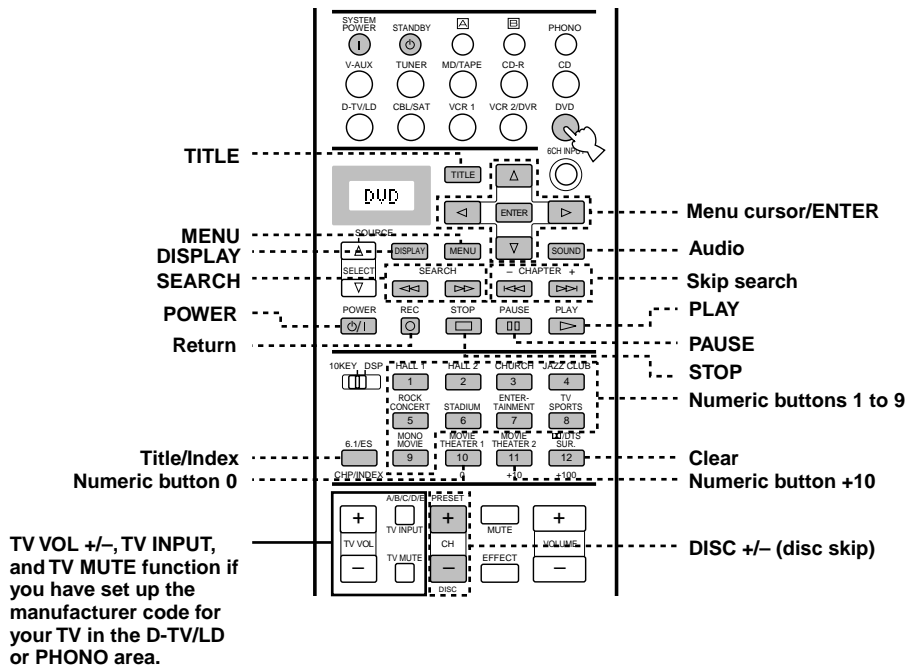 SYSTEM
POWER STANDBY A B PHONO
V-AUX TUNER MD/TAPE CD-R CD
D-TV/LD CBL/SAT VCR 1 VCR 2/DVR DVD
6CH INPUT
TITLE
TITLE
DVD
ENTER
Menu cursor/ENTER
SOURCE
MENU
DISPLAY
DISPLAY MENU SOUND
Audio
SELECT
SEARCH
SEARCH
– CHAPTER +
Skip search
POWER
POWER REC STOP PAUSE PLAY
PLAY
Return
PAUSE
STOP
10KEY DSP
HALL 1 HALL 2 CHURCH JAZZ CLUB
1 2 3 4
Numeric buttons 1 to 9
ROCK
CONCERT STADIUM ENTER-
TAINMENT TV
SPORTS
5 6 7 8
6.1/ES MONO
MOVIE MOVIE
THEATER 1 MOVIE
THEATER 2 /DTS
SUR.
9 10 11 12
Title/Index
Clear
CHP/INDEX 0 +10 +100
Numeric button 0
Numeric button +10
A/B/C/D/E PRESET
+ TV INPUT + MUTE +
TV VOL CH VOLUME
– TV MUTE – EFFECT –
DISC
DISC +/– (disc skip)
TV VOL +/–, TV INPUT,
and TV MUTE function if
you have set up the
manufacturer code for
your TV in the D-TV/LD
or PHONO area.